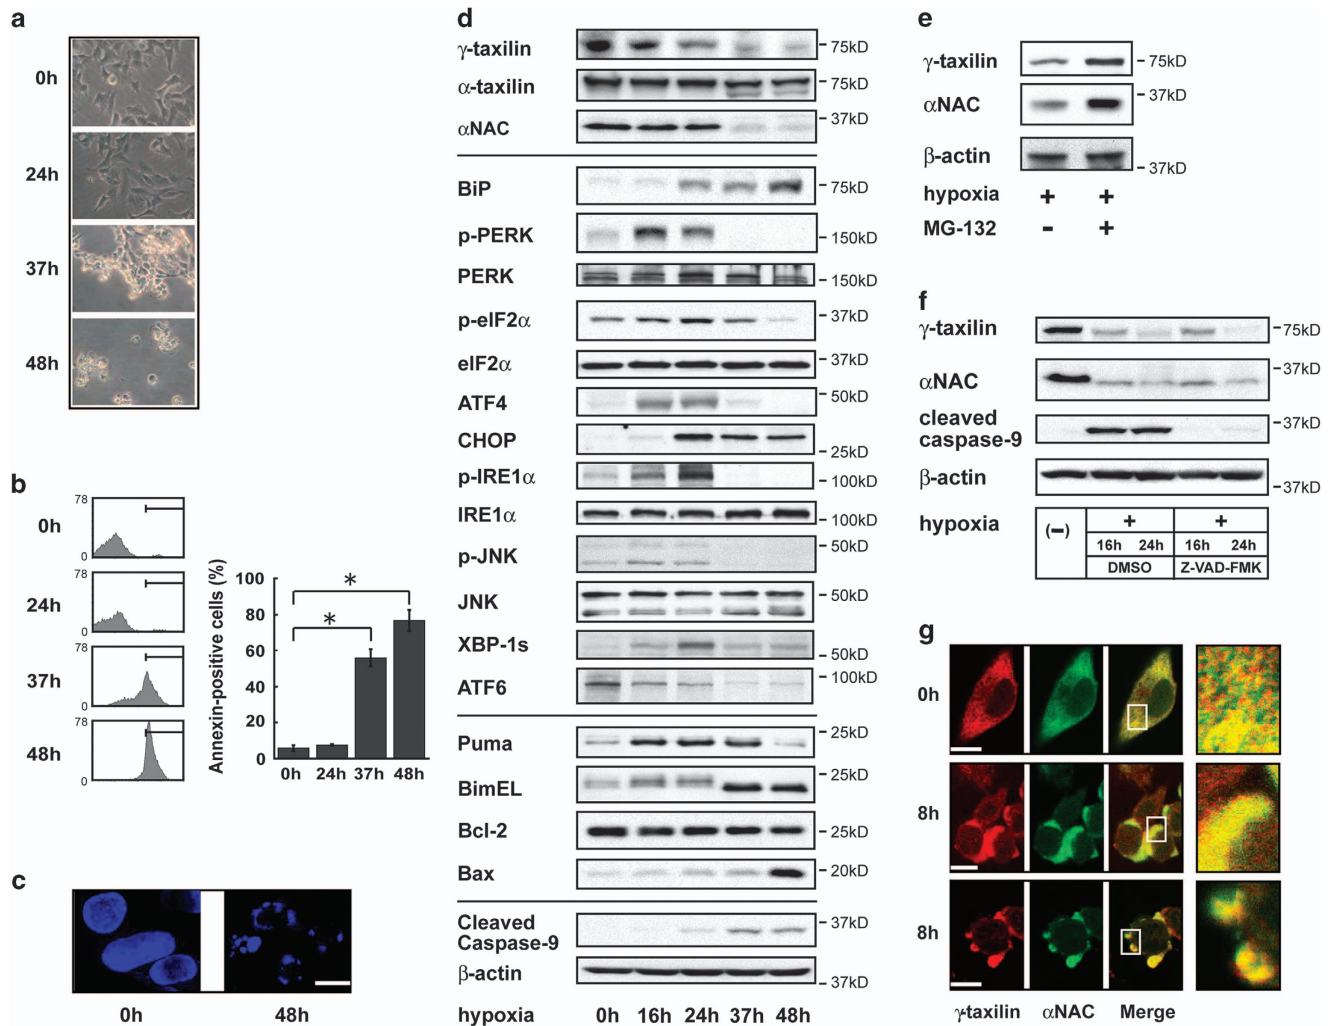 a
0h
24h
37h
48h
b
0h
78
0
24h
78
0
37h
78
0
48h
78
0
Annexin-positive cells (%)
100
80
60
40
20
0
*
*
0h 24h 37h 48h
c
0h 48h
d
γ-taxilin 75kD
α-taxilin 75kD
αNAC 37kD
BiP 75kD
p-PERK 150kD
PERK 150kD
p-eIF2α 37kD
eIF2α 37kD
ATF4 50kD
CHOP 25kD
p-IRE1α 100kD
IRE1α 100kD
p-JNK 50kD
JNK 50kD
XBP-1s 50kD
ATF6 100kD
Puma 25kD
BimEL 25kD
Bcl-2 25kD
Bax 20kD
Cleaved
Caspase-9 37kD
β-actin 37kD
hypoxia 0h 16h 24h 37h 48h
e
γ-taxilin 75kD
αNAC 37kD
β-actin 37kD
hypoxia + +
MG-132 - +
f
γ-taxilin 75kD
αNAC 37kD
cleaved
caspase-9 37kD
β-actin 37kD
hypoxia (-) + +
16h 24h 16h 24h
DMSO Z-VAD-FMK
g
0h
8h
8h
γ-taxilin αNAC Merge